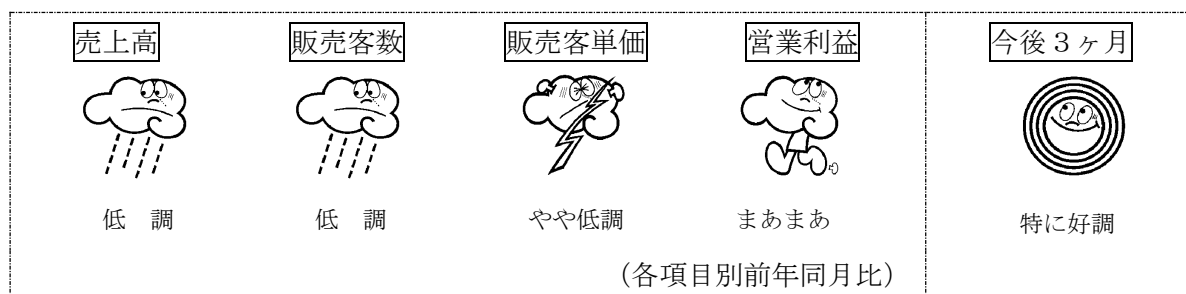 売上高 販売客数 販売客単価 営業利益 今後３ヶ月
低　調 低　調 やや低調 まあまあ 特に好調
（各項目別前年同月比）